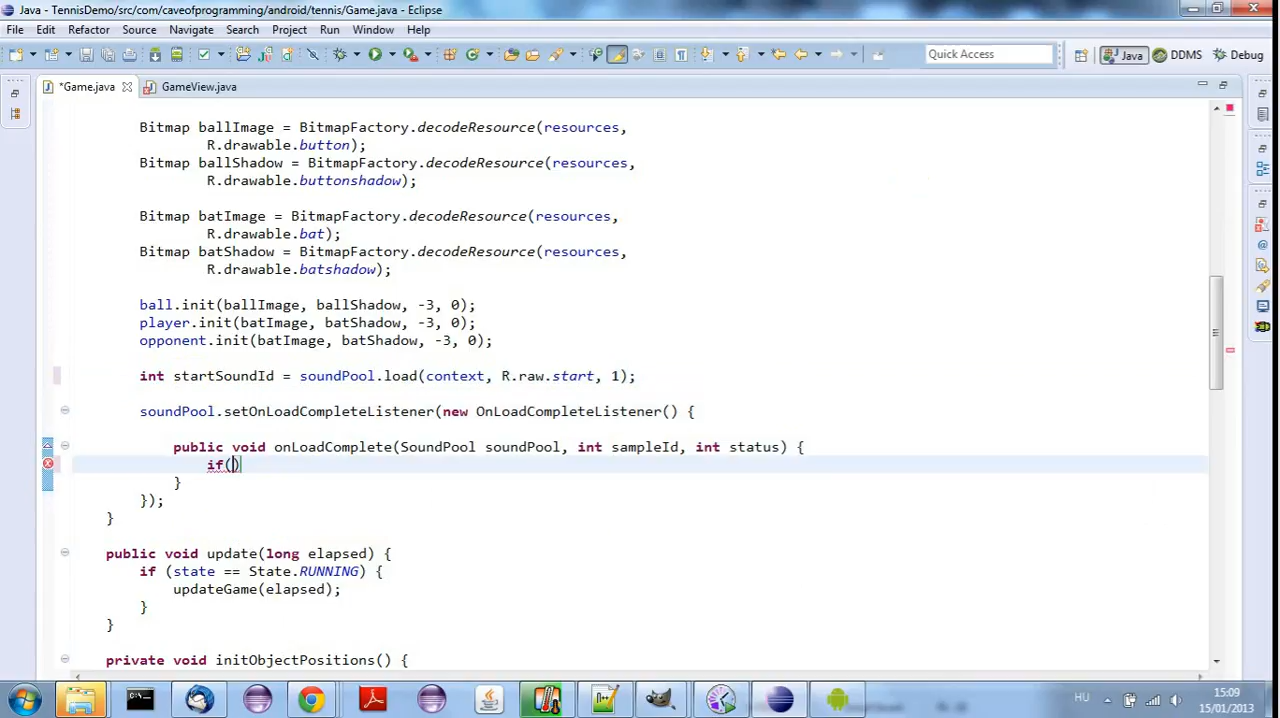 Java - TennisDemo/src/com/caveofprogramming/android/tennis/Game.java - Eclipse
File Edit Refactor Source Navigate Search Project Run Window Help
Quick Access Java DDMS Debug
*Game.java GameView.java
Bitmap ballImage = BitmapFactory.decodeResource(resources,
R.drawable.button);
Bitmap ballShadow = BitmapFactory.decodeResource(resources,
R.drawable.buttonshadow);
Bitmap batImage = BitmapFactory.decodeResource(resources,
R.drawable.bat);
Bitmap batShadow = BitmapFactory.decodeResource(resources,
R.drawable.batshadow);
ball.init(ballImage, ballShadow, -3, 0);
player.init(batImage, batShadow, -3, 0);
opponent.init(batImage, batShadow, -3, 0);
int startSoundId = soundPool.load(context, R.raw.start, 1);
soundPool.setOnLoadCompleteListener(new OnLoadCompleteListener() {
public void onLoadComplete(SoundPool soundPool, int sampleId, int status) {
if()
}
});
}
public void update(long elapsed) {
if (state == State.RUNNING) {
updateGame(elapsed);
}
}
private void initObjectPositions() {
HU 15:09
15/01/2013